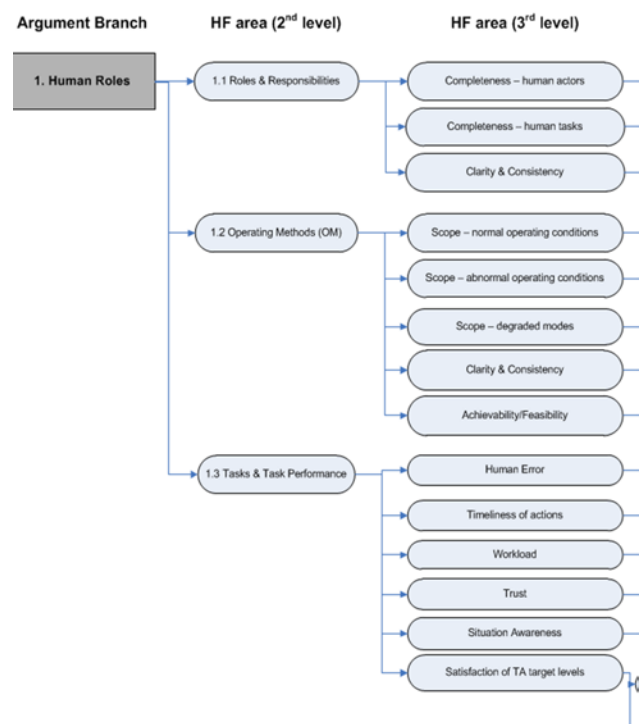 Argument Branch
HF area (2nd level)
HF area (3rd level)
1. Human Roles
1.1 Roles & Responsibilities
Completeness – human actors
Completeness – human tasks
Clarity & Consistency
1.2 Operating Methods (OM)
Scope – normal operating conditions
Scope – abnormal operating conditions
Scope – degraded modes
Clarity & Consistency
Achievability/Feasibility
1.3 Tasks & Task Performance
Human Error
Timeliness of actions
Workload
Trust
Situation Awareness
Satisfaction of TA target levels